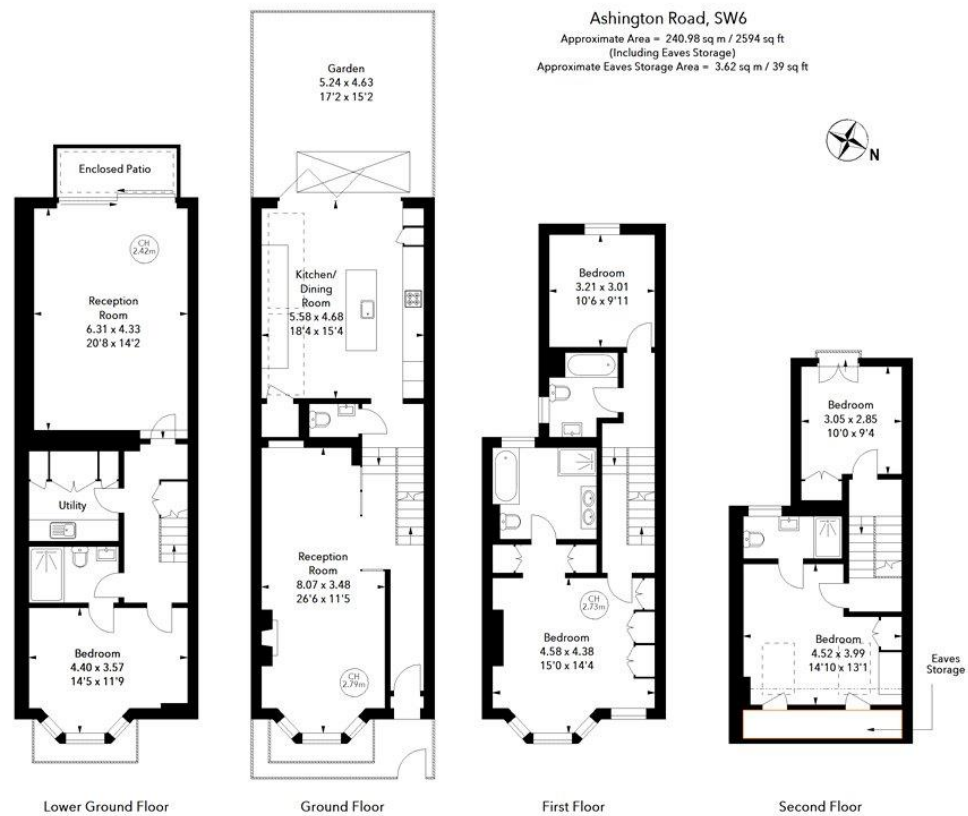 Ashington Road, SW6
Approximate Area = 240.98 sq m / 2594 sq ft
(Including Eaves Storage)
Approximate Eaves Storage Area = 3.62 sq m / 39 sq ft
N
Enclosed Patio
CH
2.42m
Reception
Room
6.31 x 4.33
20'8 x 14'2
Utility
Bedroom
4.40 x 3.57
14'5 x 11'9
Lower Ground Floor
Garden
5.24 x 4.63
17'2 x 15'2
Kitchen/
Dining
Room
5.58 x 4.68
18'4 x 15'4
Reception
Room
8.07 x 3.48
26'6 x 11'5
CH
2.79m
Ground Floor
Bedroom
3.21 x 3.01
10'6 x 9'11
CH
2.73m
Bedroom
4.58 x 4.38
15'0 x 14'4
First Floor
Bedroom
3.05 x 2.85
10'0 x 9'4
Bedroom
4.52 x 3.99
14'10 x 13'1
Eaves
Storage
Second Floor